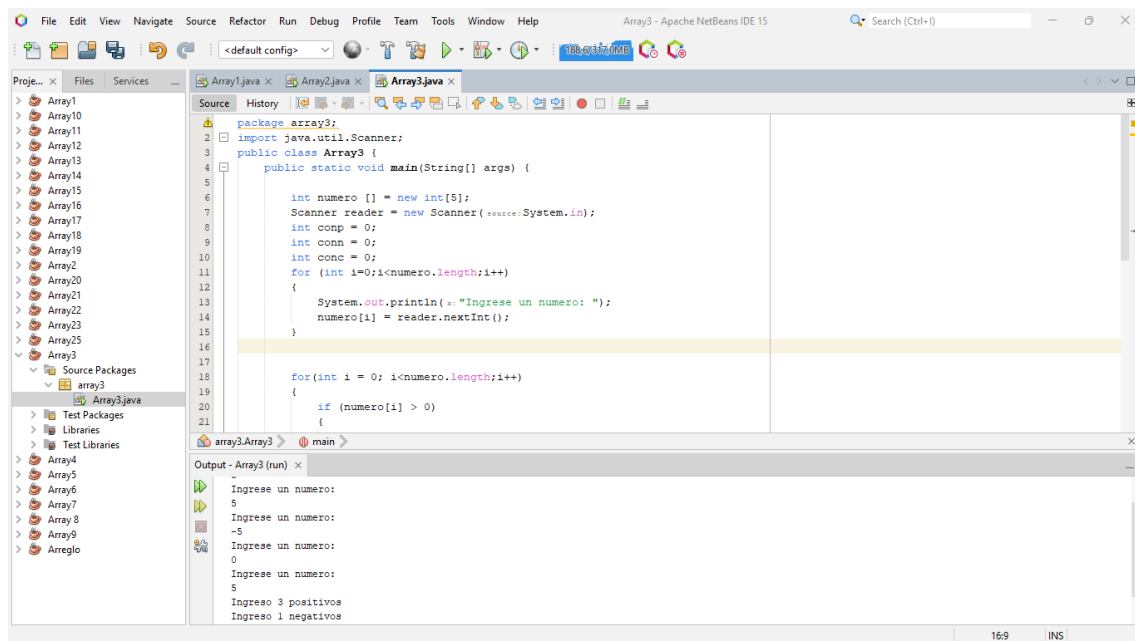 File Edit View Navigate Source Refactor Run Debug Profile Team Tools Window Help Array3 - Apache NetBeans IDE 15 Search (Ctrl+I)
<default config> 188,6/317,0MB
Proje... Files Services
Array1.java Array2.java Array3.java
Array1
Array10
Array11
Array12
Array13
Array14
Array15
Array16
Array17
Array18
Array19
Array2
Array20
Array21
Array22
Array23
Array25
Array3
Source Packages
array3
Array3.java
Test Packages
Libraries
Test Libraries
Array4
Array5
Array6
Array7
Array 8
Array9
Arreglo
Source History
package array3;
2 import java.util.Scanner;
3 public class Array3 {
4 public static void main(String[] args) {
5
6 int numero [] = new int[5];
7 Scanner reader = new Scanner( source: System.in);
8 int conp = 0;
9 int conn = 0;
10 int conc = 0;
11 for (int i=0;i<numero.length;i++)
12 {
13 System.out.println( x: "Ingrese un numero: ");
14 numero[i] = reader.nextInt();
15 }
16
17
18 for(int i = 0; i<numero.length;i++)
19 {
20 if (numero[i] > 0)
21 {
array3.Array3 main
Output - Array3 (run)
Ingrese un numero:
5
Ingrese un numero:
-5
Ingrese un numero:
0
Ingrese un numero:
5
Ingreso 3 positivos
Ingreso 1 negativos
16:9 INS